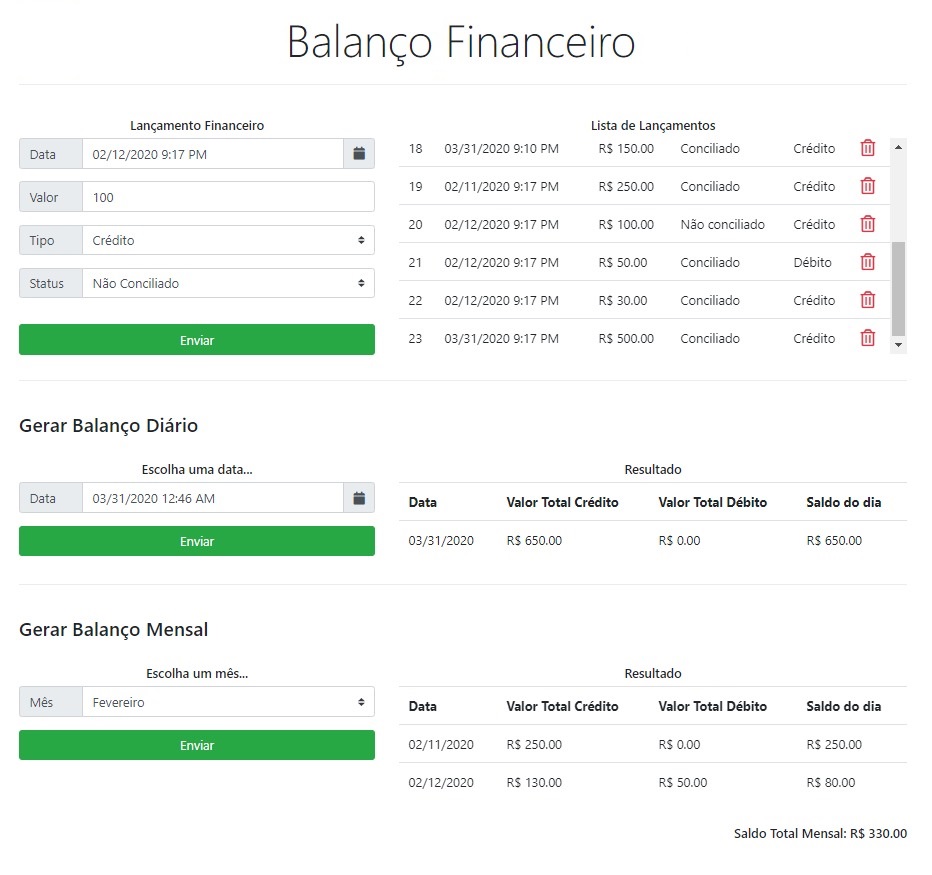 Balanço Financeiro
Lançamento Financeiro
Data 02/12/2020 9:17 PM
Valor 100
Tipo Crédito
Status Não Conciliado
Enviar
Lista de Lançamentos
18 03/31/2020 9:10 PM R$ 150.00 Conciliado Crédito
19 02/11/2020 9:17 PM R$ 250.00 Conciliado Crédito
20 02/12/2020 9:17 PM R$ 100.00 Não conciliado Crédito
21 02/12/2020 9:17 PM R$ 50.00 Conciliado Débito
22 02/12/2020 9:17 PM R$ 30.00 Conciliado Crédito
23 03/31/2020 9:17 PM R$ 500.00 Conciliado Crédito
Gerar Balanço Diário
Escolha uma data...
Data 03/31/2020 12:46 AM
Enviar
Resultado
Data Valor Total Crédito Valor Total Débito Saldo do dia
03/31/2020 R$ 650.00 R$ 0.00 R$ 650.00
Gerar Balanço Mensal
Escolha um mês...
Mês Fevereiro
Enviar
Resultado
Data Valor Total Crédito Valor Total Débito Saldo do dia
02/11/2020 R$ 250.00 R$ 0.00 R$ 250.00
02/12/2020 R$ 130.00 R$ 50.00 R$ 80.00
Saldo Total Mensal: R$ 330.00